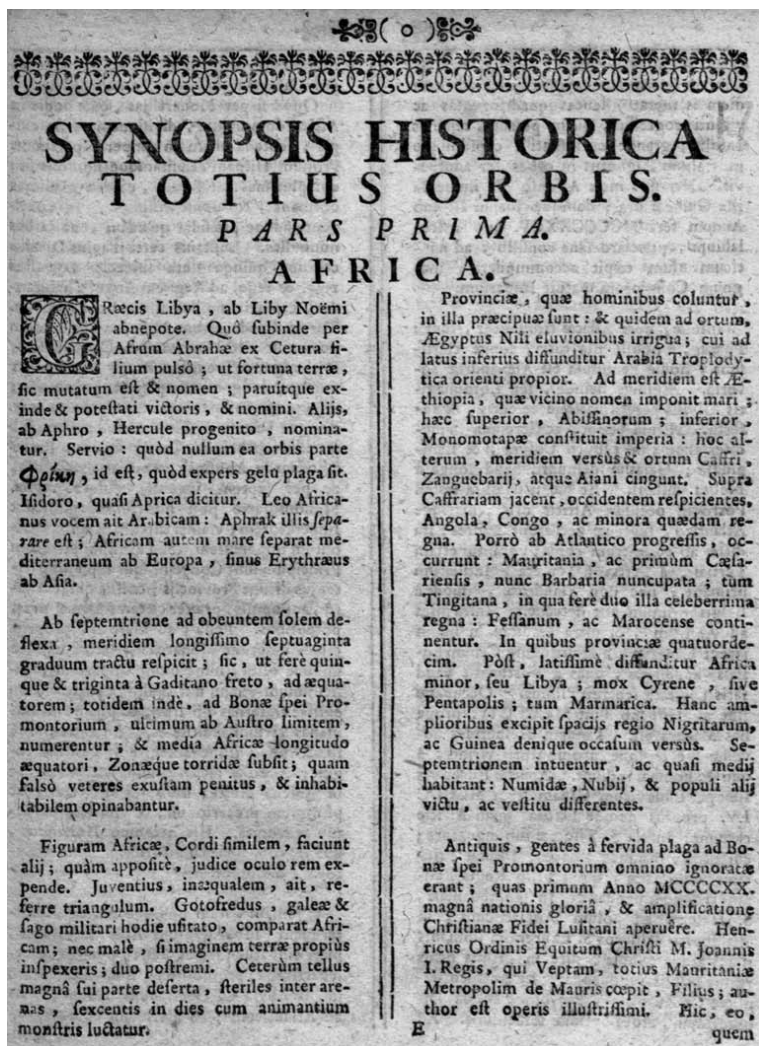 ( o )
SYNOPSIS HISTORICA
TOTIUS ORBIS.
PARS PRIMA.
AFRICA.
GRæcis Libya, ab Liby Noëmi
abnepote. Quô ſubinde per
Afrum Abrahæ ex Cetura fi-
lium pulſô; ut fortuna terræ,
ſic mutatum eſt & nomen; paruitque ex-
inde & poteſtati victoris, & nomini. Alijs,
ab Aphro, Hercule progenito, nomina-
tur. Servio: quòd nullum ea orbis parte
Φρίκη, id eſt, quòd expers gelu plaga ſit.
Iſidoro, quaſi Aprica dicitur. Leo Africa-
nus vocem ait Arabicam: Aphrak illis ſepa-
rare eſt; Africam autem mare ſeparat me-
diterraneum ab Europa, ſinus Erythræus
ab Aſia.
Ab ſeptemtrione ad obeuntem ſolem de-
flexa, meridiem longiſſimo ſeptuaginta
graduum tractu reſpicit; ſic, ut ferè quin-
que & triginta à Gaditano freto, ad æqua-
torem; totidem indè, ad Bonæ ſpei Pro-
montorium, ultimum ab Auſtro limitem,
numerentur; & media Africæ longitudo
æquatori, Zonæque torridæ ſubſit; quam
falsò veteres exuſtam penitus, & inhabi-
tabilem opinabantur.
Figuram Africæ, Cordi ſimilem, faciunt
alij; quàm appoſitè, judice oculo rem ex-
pende. Juventius, inæqualem, ait, re-
ferre triangulum. Gotofredus, galeæ &
ſago militari hodie uſitato, comparat Afri-
cam; nec malè, ſi imaginem terræ propiùs
inſpexeris; duo poſtremi. Ceterùm tellus
magnâ ſui parte deſerta, ſteriles inter are-
nas, ſexcentis in dies cum animantium
monſtris luctatur.
Provinciæ, quæ hominibus coluntur,
in illa præcipuæ ſunt: & quidem ad ortum,
Ægyptus Nili eluvionibus irrigua; cui ad
latus inferius diffunditur Arabia Troplody-
tica orienti propior. Ad meridiem eſt Æ-
thiopia, quæ vicino nomen imponit mari;
hæc ſuperior, Abiſſinorum; inferior,
Monomotapæ conſtituit imperia: hoc al-
terum, meridiem versùs & ortum Caffri,
Zanguebarij, atque Aiani cingunt. Supra
Caffrariam jacent, occidentem reſpicientes,
Angola, Congo, ac minora quædam re-
gna. Porrò ab Atlantico progreſſis, oc-
currunt: Mauritania, ac primùm Cæſa-
rienſis, nunc Barbaria nuncupata; tum
Tingitana, in qua ferè duo illa celeberrima
regna: Feſſanum, ac Marocense conti-
nentur. In quibus provinciæ quatuorde-
cim. Pòſt, latiſſimè diffunditur Africa
minor, ſeu Libya; mox Cyrene, ſive
Pentapolis; tum Marmarica. Hanc am-
plioribus excipit ſpacijs regio Nigritarum,
ac Guinea denique occaſum versùs. Se-
ptemtrionem intuentur, ac quaſi medij
habitant: Numidæ, Nubij, & populi alij
victu, ac veſtitu differentes.
Antiquis, gentes à fervida plaga ad Bo-
næ ſpei Promontorium omnino ignoratæ
erant; quas primum Anno MCCCCXX.
magnâ nationis gloriâ, & amplificatione
Chriſtianæ Fidei Luſitani aperuêre. Hen-
ricus Ordinis Equitum Chriſti M. Joannis
I. Regis, qui Veptam, totius Mauritaniæ
Metropolim de Mauris cœpit, Filius; au-
thor eſt operis illuſtriſſimi. Hic, eo,
E quem